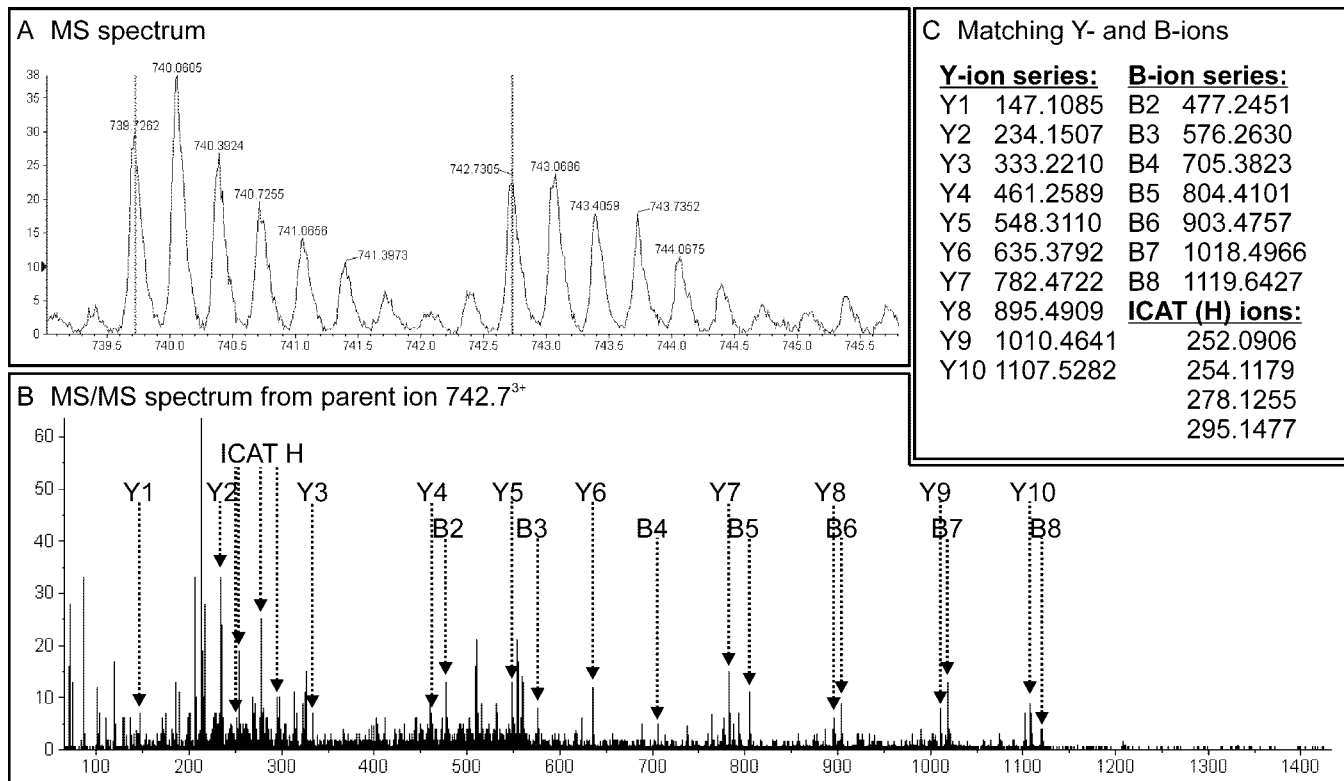 A MS spectrum
38
35
30
25
20
15
10
5
0
740.0605
739.7262
740.3924
740.7255
741.0656
741.3973
742.7305
743.0686
743.4059
743.7352
744.0675
739.5 740.0 740.5 741.0 741.5 742.0 742.5 743.0 743.5 744.0 744.5 745.0 745.5
B MS/MS spectrum from parent ion 742.7³⁺
60
50
40
30
20
10
0
ICAT H
Y1 Y2 Y3 Y4 Y5 Y6 Y7 Y8 Y9 Y10
B2 B3 B4 B5 B6 B7 B8
100 200 300 400 500 600 700 800 900 1000 1100 1200 1300 1400
C Matching Y- and B-ions
Y-ion series: B-ion series:
Y1 147.1085 B2 477.2451
Y2 234.1507 B3 576.2630
Y3 333.2210 B4 705.3823
Y4 461.2589 B5 804.4101
Y5 548.3110 B6 903.4757
Y6 635.3792 B7 1018.4966
Y7 782.4722 B8 1119.6427
Y8 895.4909 ICAT (H) ions:
Y9 1010.4641 252.0906
Y10 1107.5282 254.1179
278.1255
295.1477